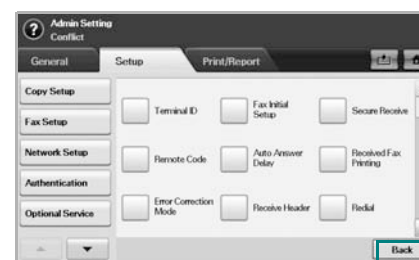 Admin Setting
Conflict
General
Setup
Print/Report
Copy Setup
Fax Setup
Network Setup
Authentication
Optional Service
Terminal ID
Fax Initial
Setup
Secure Receive
Remote Code
Auto Answer
Delay
Received Fax
Printing
Error Correction
Mode
Receive Header
Redial
Back